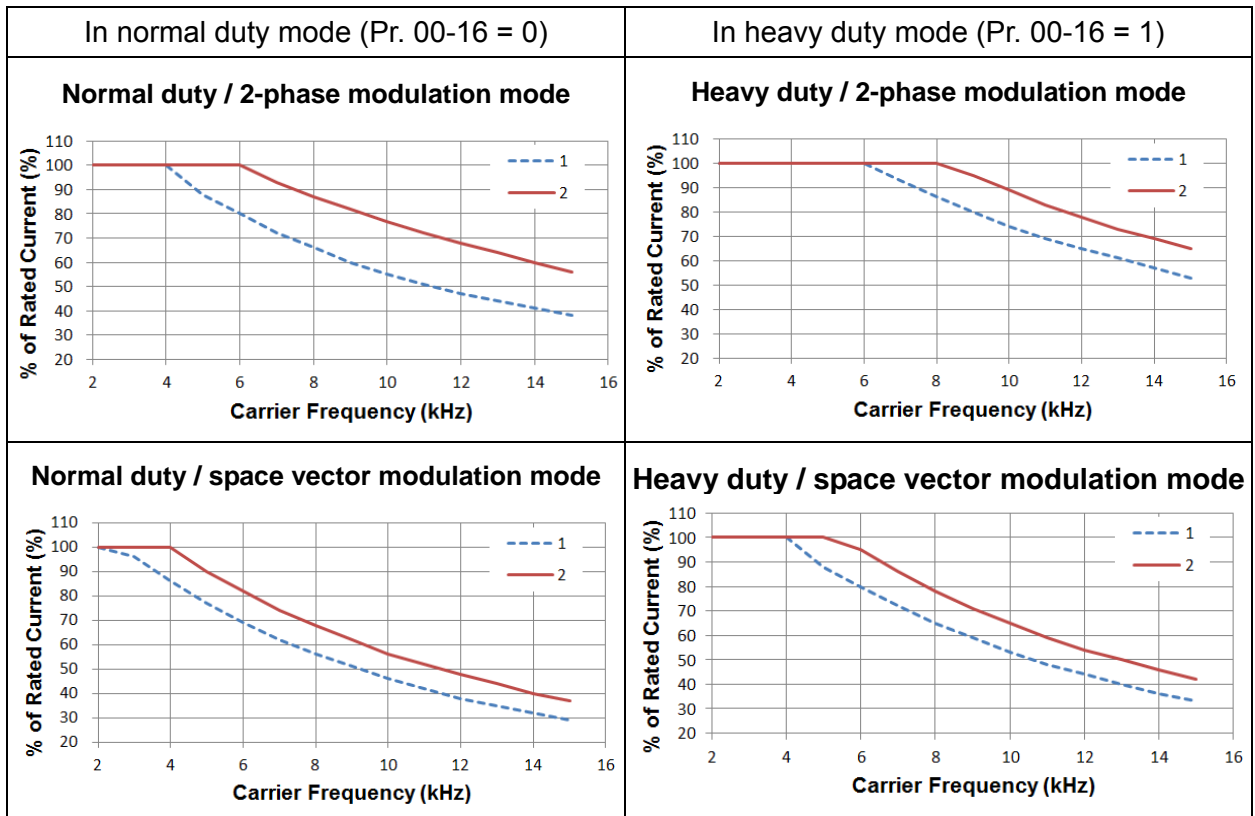 In normal duty mode (Pr. 00-16 = 0)
In heavy duty mode (Pr. 00-16 = 1)
Normal duty / 2-phase modulation mode
% of Rated Current (%)
110
100
90
80
70
60
50
40
30
20
1
2
2 4 6 8 10 12 14 16
Carrier Frequency (kHz)
Heavy duty / 2-phase modulation mode
% of Rated Current (%)
110
100
90
80
70
60
50
40
30
20
1
2
2 4 6 8 10 12 14 16
Carrier Frequency (kHz)
Normal duty / space vector modulation mode
% of Rated Current (%)
110
100
90
80
70
60
50
40
30
20
1
2
2 4 6 8 10 12 14 16
Carrier Frequency (kHz)
Heavy duty / space vector modulation mode
% of Rated Current (%)
110
100
90
80
70
60
50
40
30
20
1
2
2 4 6 8 10 12 14 16
Carrier Frequency (kHz)